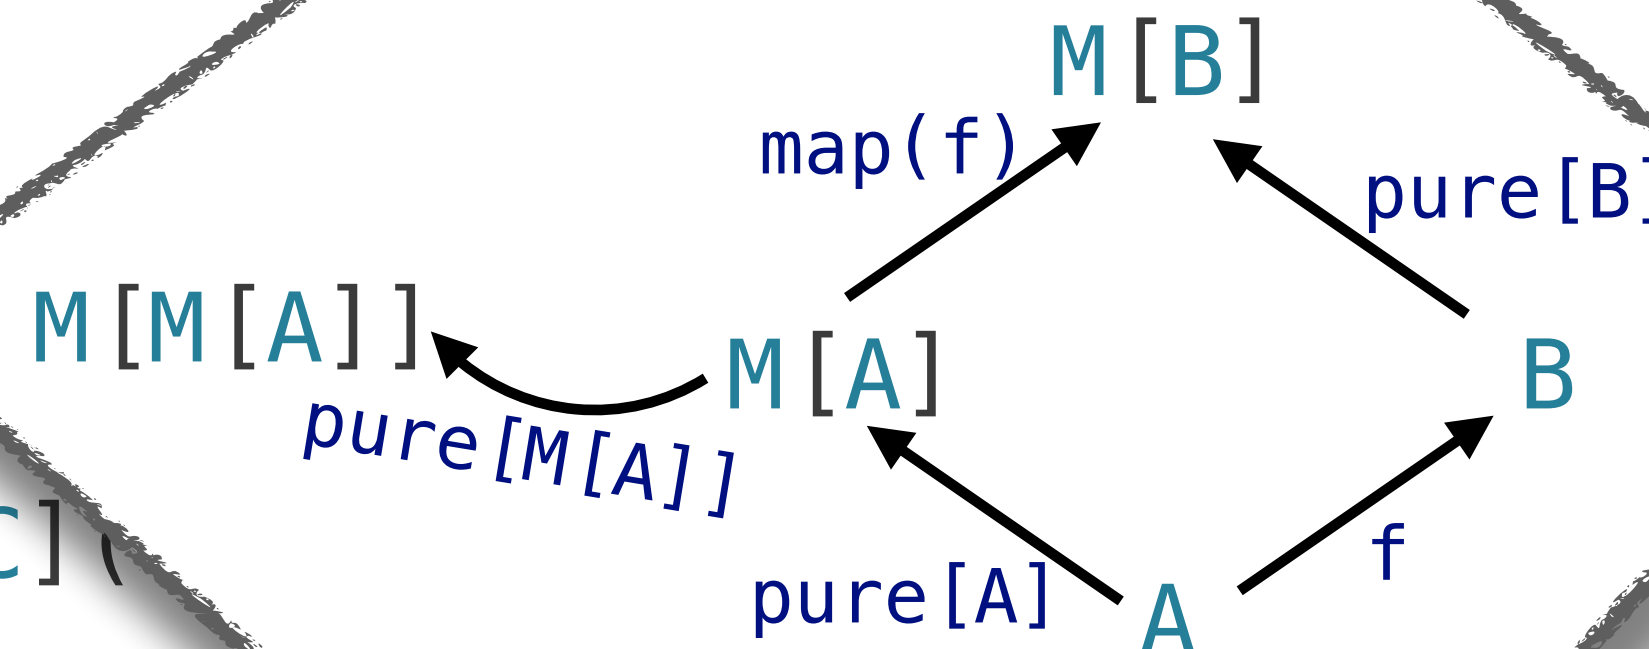 M[B]
map(f)
pure[B]
M[M[A]]
M[A]
B
pure[M[A]]
C](
f
pure[A]
A